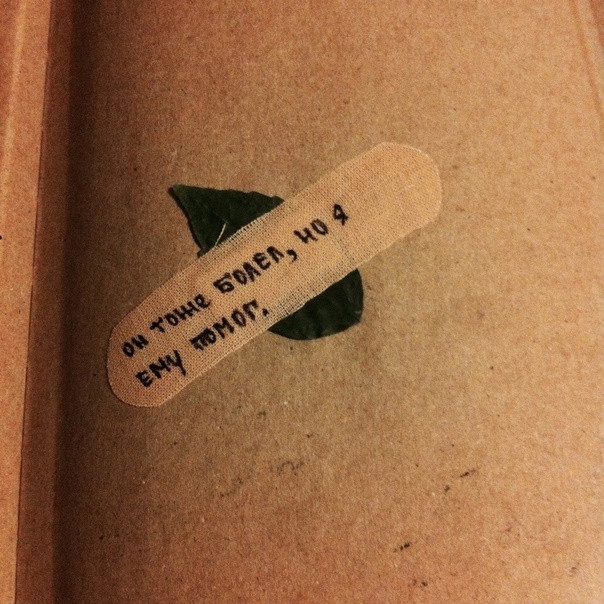 он тоже болел, но я
ему помог.